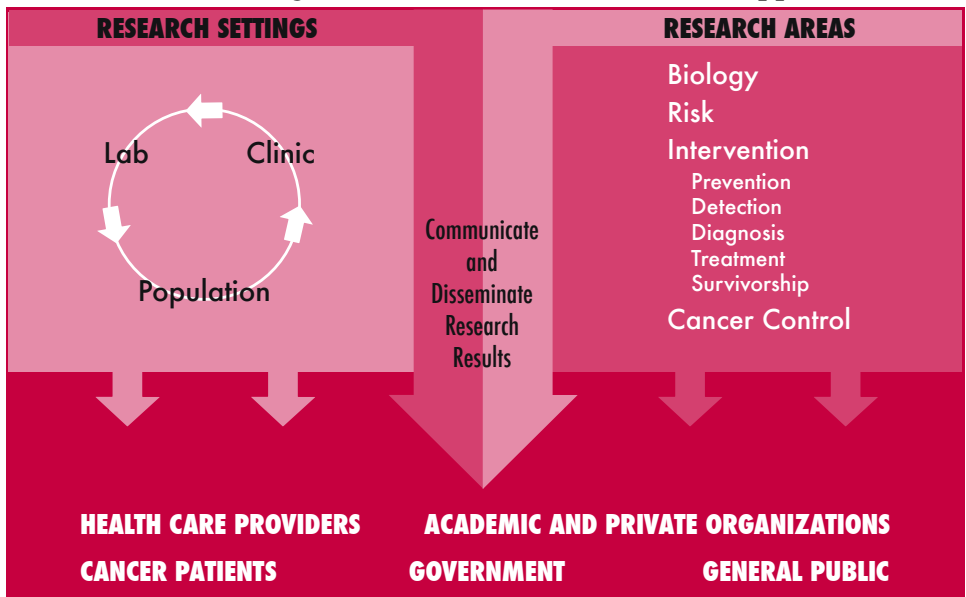 RESEARCH SETTINGS
Lab
Clinic
Population
Communicate
and
Disseminate
Research
Results
RESEARCH AREAS
Biology
Risk
Intervention
Prevention
Detection
Diagnosis
Treatment
Survivorship
Cancer Control
HEALTH CARE PROVIDERS
ACADEMIC AND PRIVATE ORGANIZATIONS
CANCER PATIENTS
GOVERNMENT
GENERAL PUBLIC